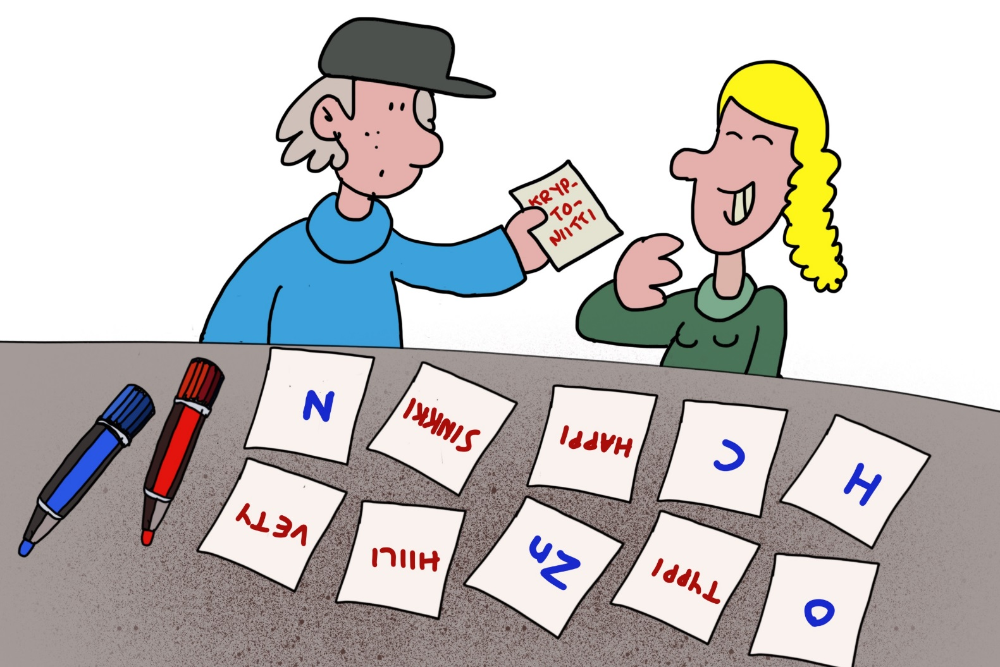 KRYP-
TO-
NIITTI
N
SINKKI
HAPPI
C
H
VETY
HIILI
Zn
TYPPI
O